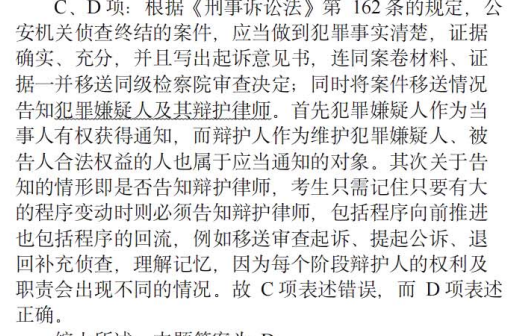 C、D 项：根据《刑事诉讼法》第 162 条的规定，公
安机关侦查终结的案件，应当做到犯罪事实清楚，证据
确实、充分，并且写出起诉意见书，连同案卷材料、证
据一并移送同级检察院审查决定；同时将案件移送情况
告知犯罪嫌疑人及其辩护律师。首先犯罪嫌疑人作为当
事人有权获得通知，而辩护人作为维护犯罪嫌疑人、被
告人合法权益的人也属于应当通知的对象。其次关于告
知的情形即是否告知辩护律师，考生只需记住只要有大
的程序变动时则必须告知辩护律师，包括程序向前推进
也包括程序的回流，例如移送审查起诉、提起公诉、退
回补充侦查，理解记忆，因为每个阶段辩护人的权利及
职责会出现不同的情况。故 C 项表述错误，而 D 项表述
正确。